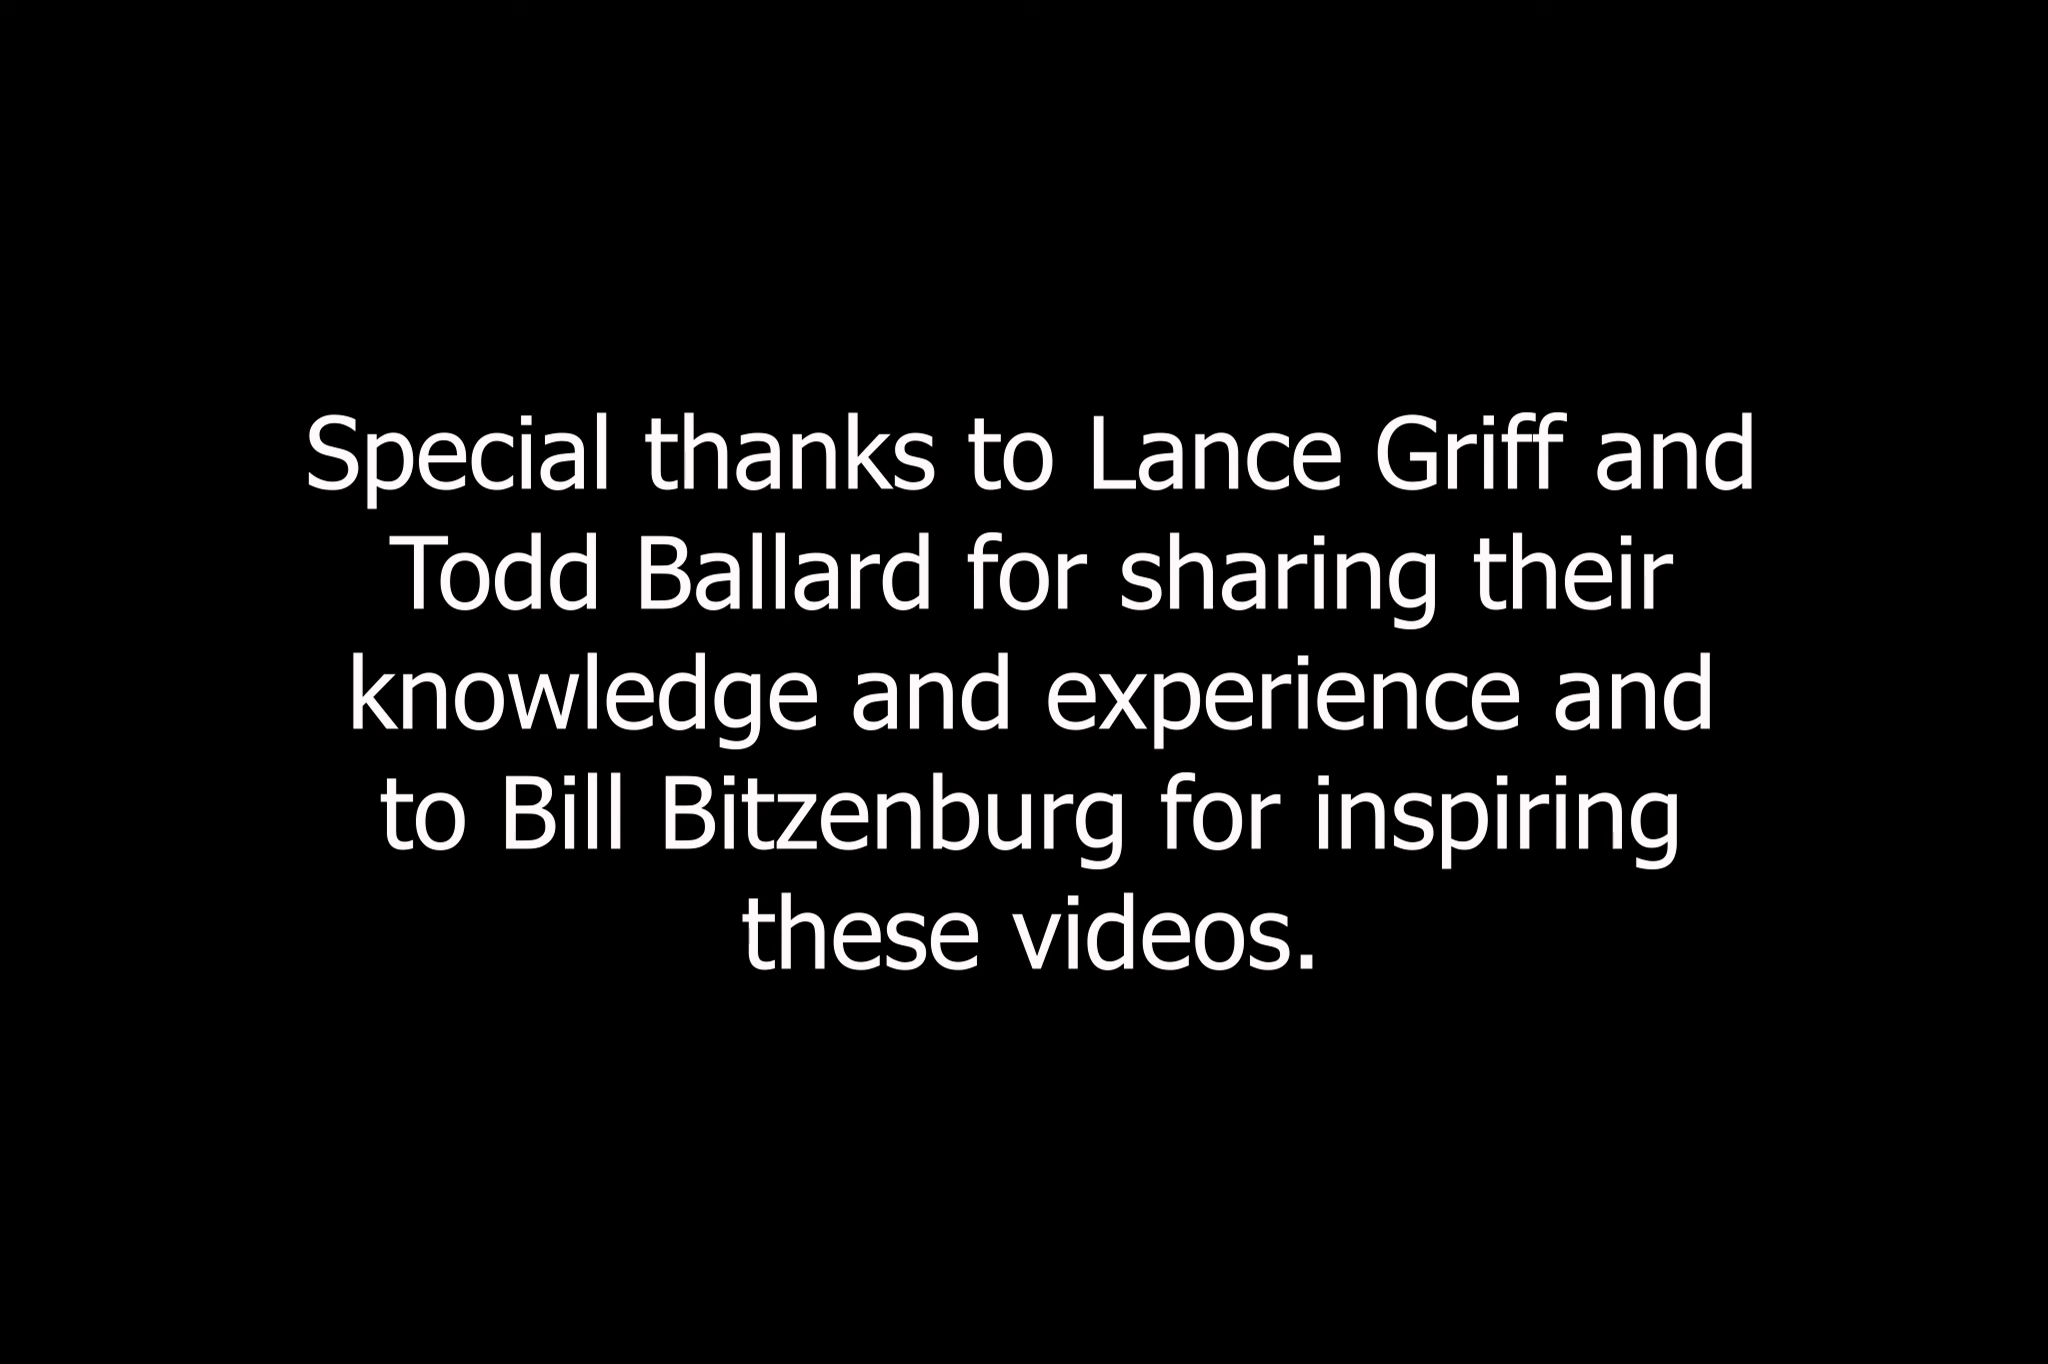 Special thanks to Lance Griff and
Todd Ballard for sharing their
knowledge and experience and
to Bill Bitzenburg for inspiring
these videos.